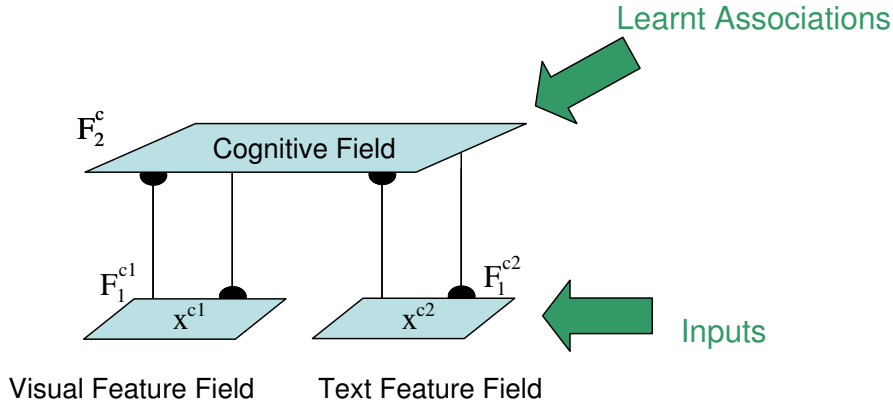 Learnt Associations
F₂ᶜ
Cognitive Field
F₁ᶜ¹
F₁ᶜ²
xᶜ¹
xᶜ²
Inputs
Visual Feature Field
Text Feature Field